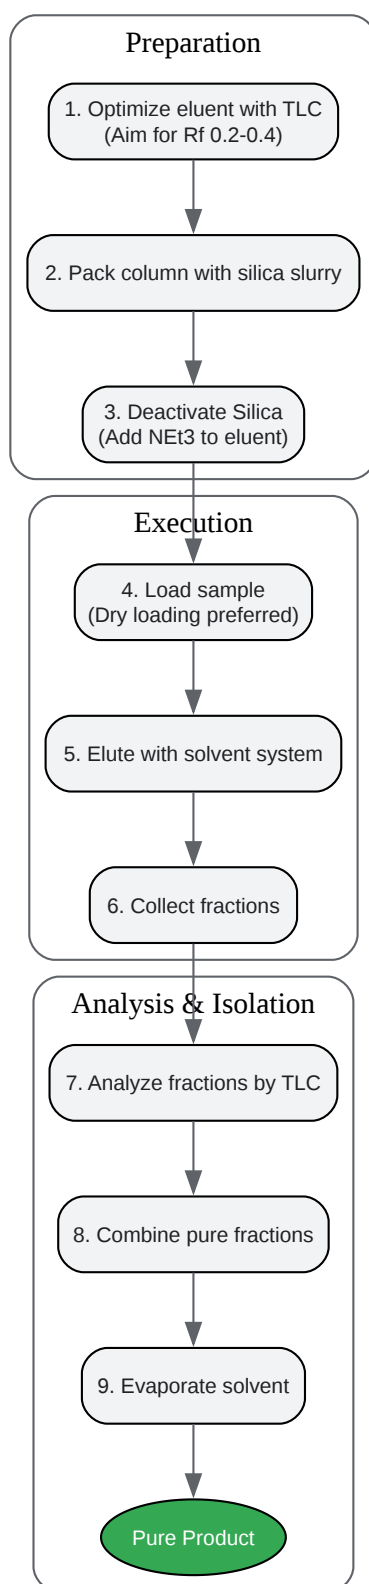 Preparation
1. Optimize eluent with TLC
(Aim for Rf 0.2-0.4)
2. Pack column with silica slurry
3. Deactivate Silica
(Add NEt3 to eluent)
Execution
4. Load sample
(Dry loading preferred)
5. Elute with solvent system
6. Collect fractions
Analysis & Isolation
7. Analyze fractions by TLC
8. Combine pure fractions
9. Evaporate solvent
Pure Product